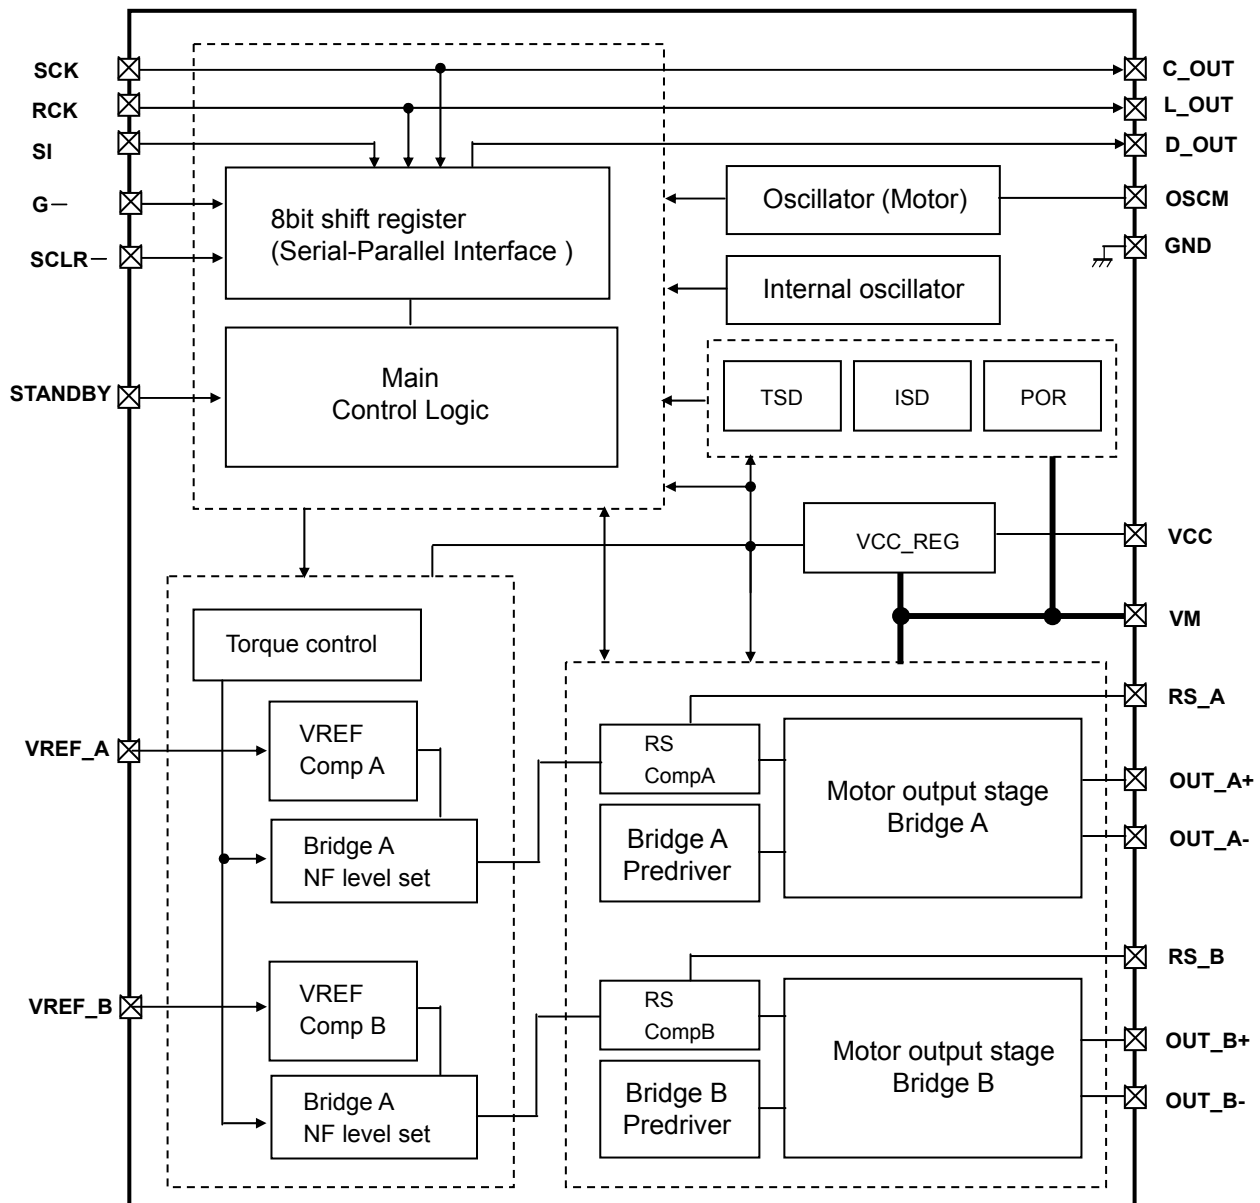 SCK
C_OUT
RCK
L_OUT
SI
D_OUT
G—
8bit shift register
(Serial-Parallel Interface )
Oscillator (Motor)
OSCM
SCLR—
GND
Internal oscillator
STANDBY
Main
Control Logic
TSD
ISD
POR
VCC_REG
VCC
VM
Torque control
RS_A
VREF_A
VREF
Comp A
RS
CompA
Motor output stage
Bridge A
OUT_A+
OUT_A-
Bridge A
NF level set
Bridge A
Predriver
RS_B
VREF_B
VREF
Comp B
RS
CompB
Motor output stage
Bridge B
OUT_B+
OUT_B-
Bridge A
NF level set
Bridge B
Predriver